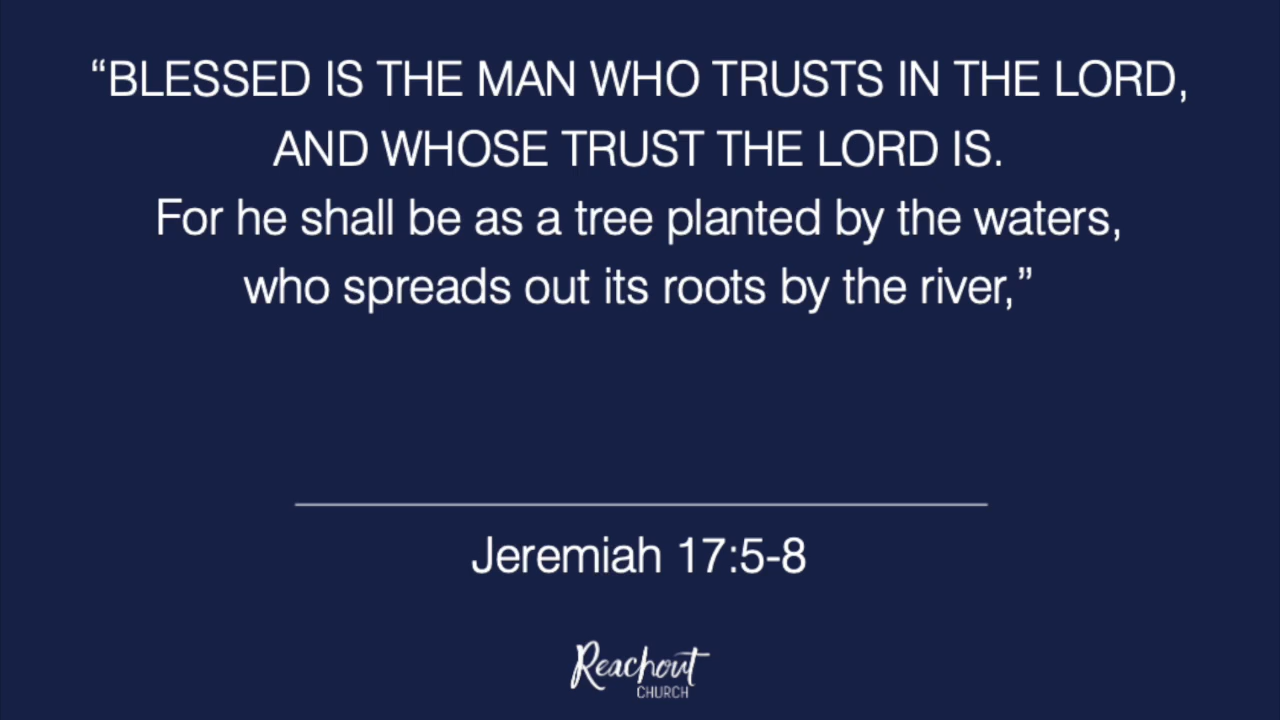 “BLESSED IS THE MAN WHO TRUSTS IN THE LORD,
AND WHOSE TRUST THE LORD IS.
For he shall be as a tree planted by the waters,
who spreads out its roots by the river,”
Jeremiah 17:5-8
Reachout
CHURCH